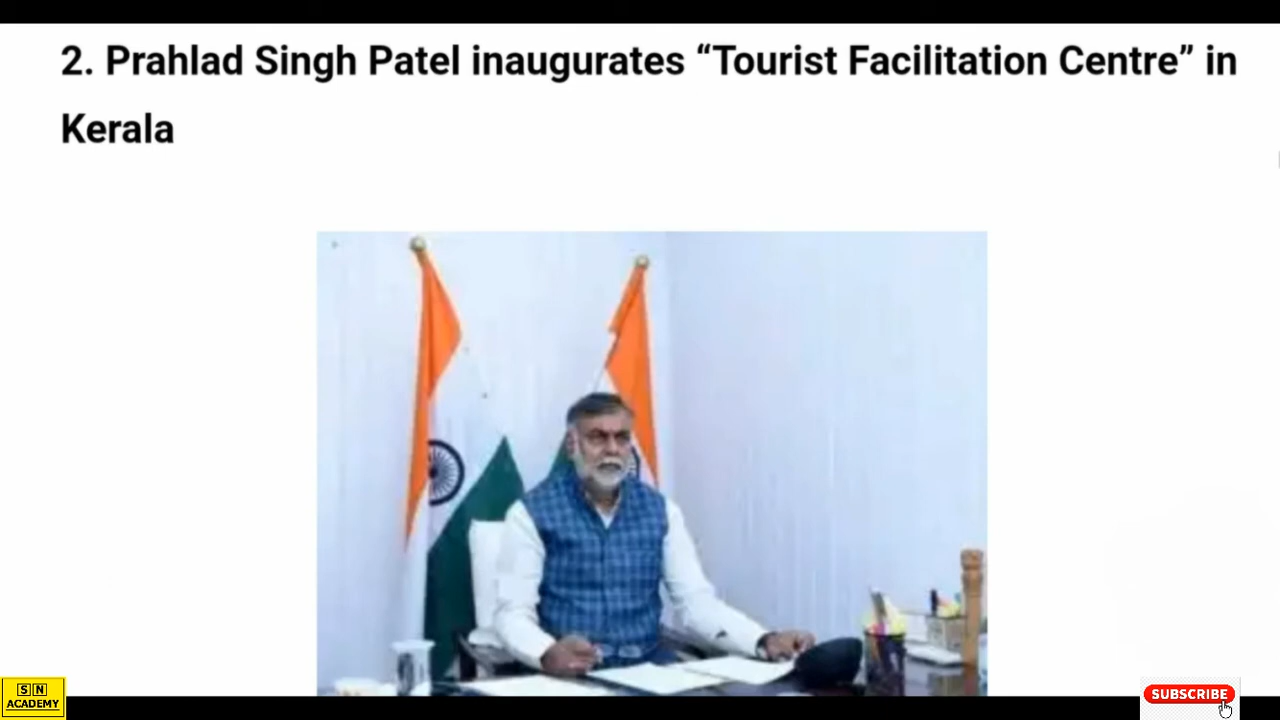 2. Prahlad Singh Patel inaugurates “Tourist Facilitation Centre” in
Kerala
S N
ACADEMY
SUBSCRIBE